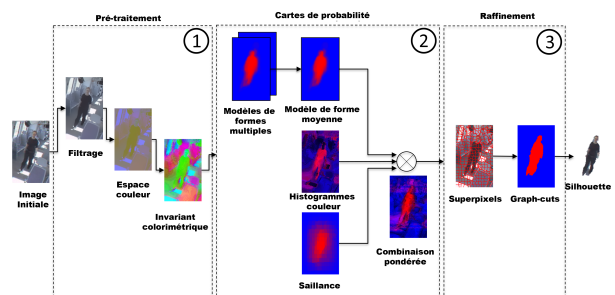 Pré-traitement
Cartes de probabilité
Raffinement
1
2
3
Image
Initiale
Filtrage
Espace
couleur
Invariant
colorimétrique
Modèles de
formes
multiples
Modèle de forme
moyenne
Histogrammes
couleur
Saillance
Combinaison
pondérée
Superpixels
Graph-cuts
Silhouette